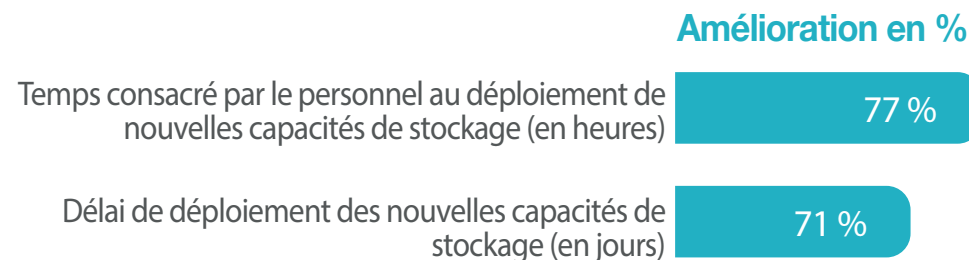 Amélioration en %
Temps consacré par le personnel au déploiement de
nouvelles capacités de stockage (en heures)
77 %
Délai de déploiement des nouvelles capacités de
stockage (en jours)
71 %